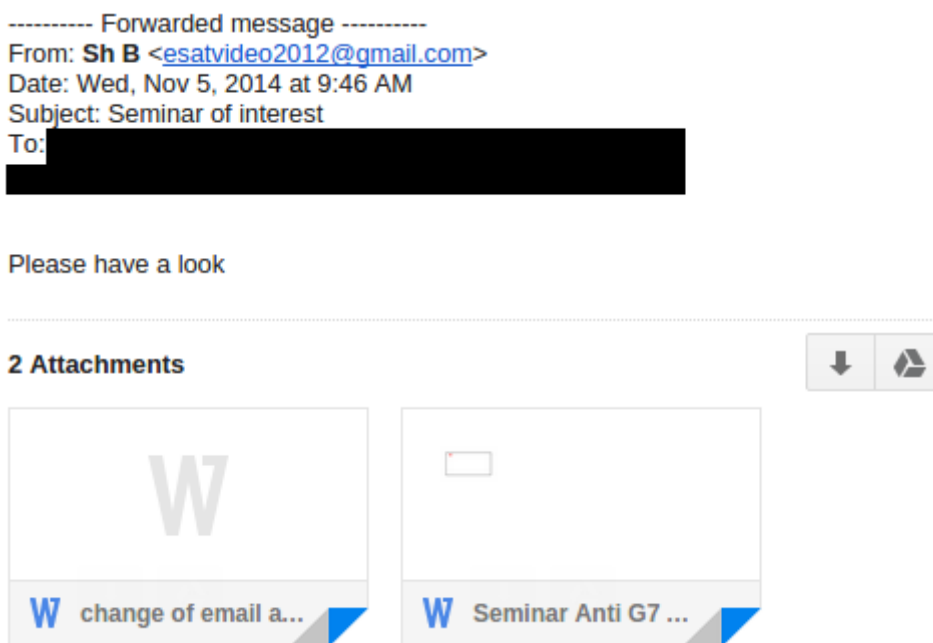 ---------- Forwarded message ----------
From: Sh B <esatvideo2012@gmail.com>
Date: Wed, Nov 5, 2014 at 9:46 AM
Subject: Seminar of interest
To:
Please have a look
2 Attachments
W
W change of email a...
W Seminar Anti G7 ...